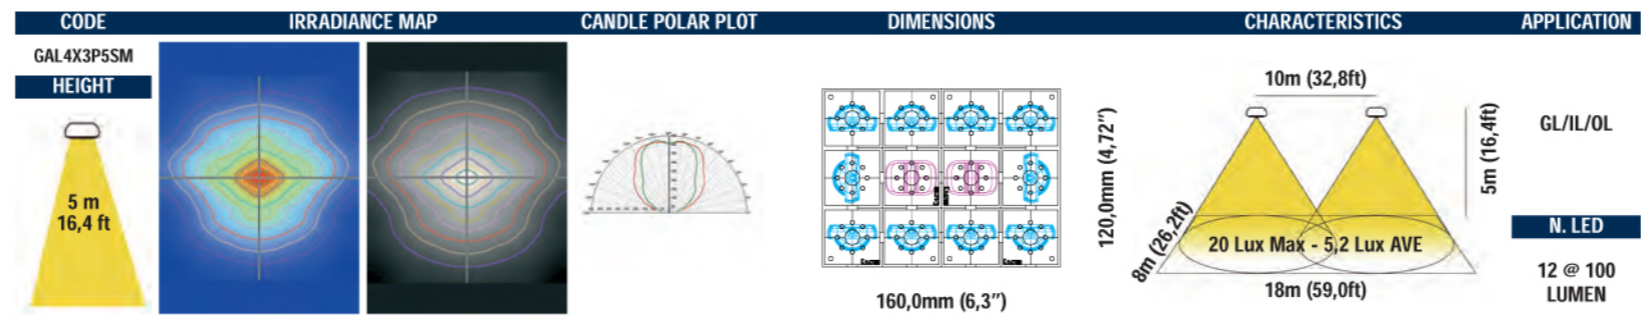 CODE
IRRADIANCE MAP
CANDLE POLAR PLOT
DIMENSIONS
CHARACTERISTICS
APPLICATION
GAL4X3P5SM
HEIGHT
5 m
16,4 ft
120,0mm (4,72")
160,0mm (6,3")
10m (32,8ft)
5m (16,4ft)
8m (26,2ft)
20 Lux Max - 5,2 Lux AVE
18m (59,0ft)
GL/IL/OL
N. LED
12 @ 100
LUMEN